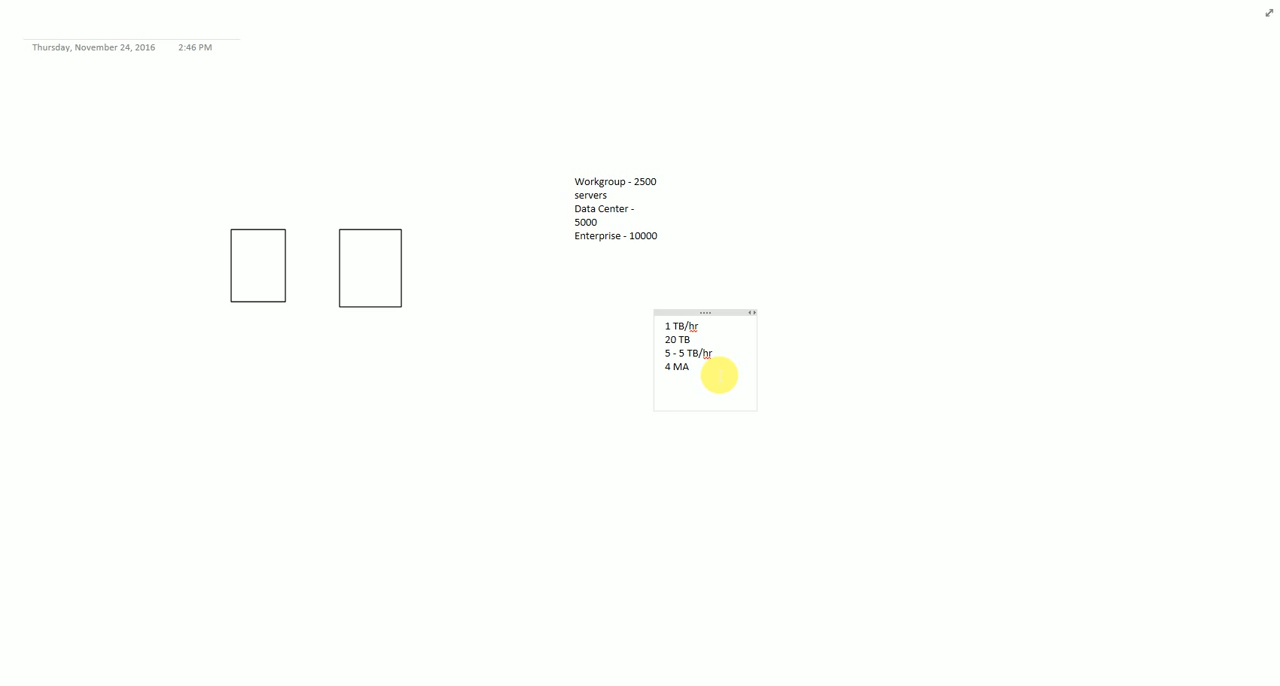 Thursday, November 24, 2016 2:46 PM
Workgroup - 2500
servers
Data Center -
5000
Enterprise - 10000
1 TB/hr
20 TB
5 - 5 TB/hr
4 MA